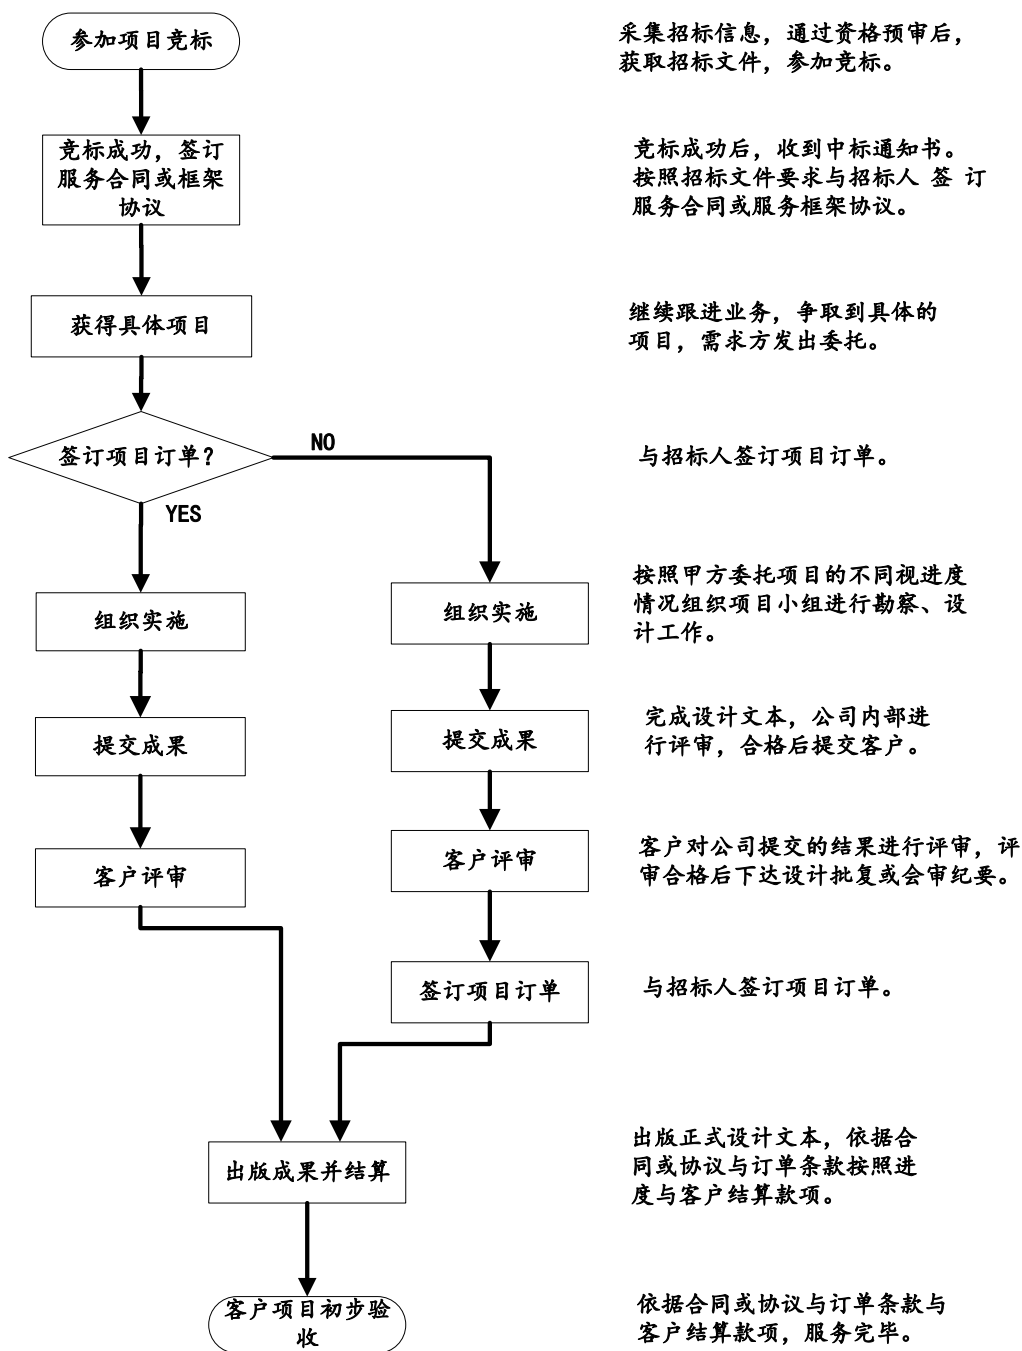 参加项目竞标
采集招标信息，通过资格预审后，
获取招标文件，参加竞标。
竞标成功，签订
服务合同或框架
协议
竞标成功后，收到中标通知书。
按照招标文件要求与招标人 签 订
服务合同或服务框架协议。
获得具体项目
继续跟进业务，争取到具体的
项目，需求方发出委托。
签订项目订单？
NO
与招标人签订项目订单。
YES
组织实施
组织实施
按照甲方委托项目的不同视进度
情况组织项目小组进行勘察、设
计工作。
提交成果
提交成果
完成设计文本，公司内部进
行评审，合格后提交客户。
客户评审
客户评审
客户对公司提交的结果进行评审，评
审合格后下达设计批复或会审纪要。
签订项目订单
与招标人签订项目订单。
出版成果并结算
出版正式设计文本，依据合
同或协议与订单条款按照进
度与客户结算款项。
客户项目初步验
收
依据合同或协议与订单条款与
客户结算款项，服务完毕。